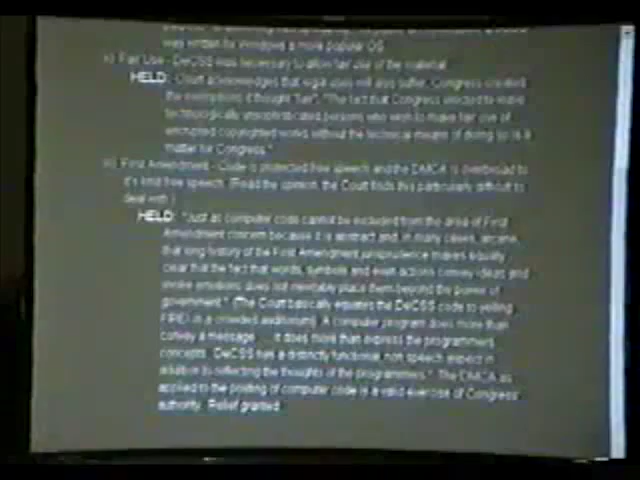 was written for Windows a more popular OS.
Fair Use - DeCSS was necessary to allow fair use of the material.
HELD: Court acknowledges that legal uses will also suffer. Congress created
the exemptions it thought "fair". "The fact that Congress elected to leave
technologically unsophisticated persons who wish to make fair use of
encrypted copyrighted works without the technical means of doing so is a
matter for Congress."
First Amendment - Code is protected free speech and the DMCA is overbroad to
it's limit free speech. (Read the opinion, the Court finds this particularly difficult to
deal with.)
HELD: "Just as computer code cannot be excluded from the area of First
Amendment concern because it is abstract and, in many cases, arcane,
that long history of the First Amendment jurisprudence makes equally
clear that the fact that words, symbols and even actions convey ideas and
evoke emotions does not inevitably place them beyond the power of
government." (The Court basically equates the DeCSS code to yelling
FIRE! in a crowded auditorium). A computer program does more than
convey a message ... it does more than express the programmers
concepts. DeCSS has a distinctly functional, non speech aspect in
addition to reflecting the thoughts of the programmers." The DMCA as
applied to the posting of computer code is a valid exercise of Congress'
authority. Relief granted